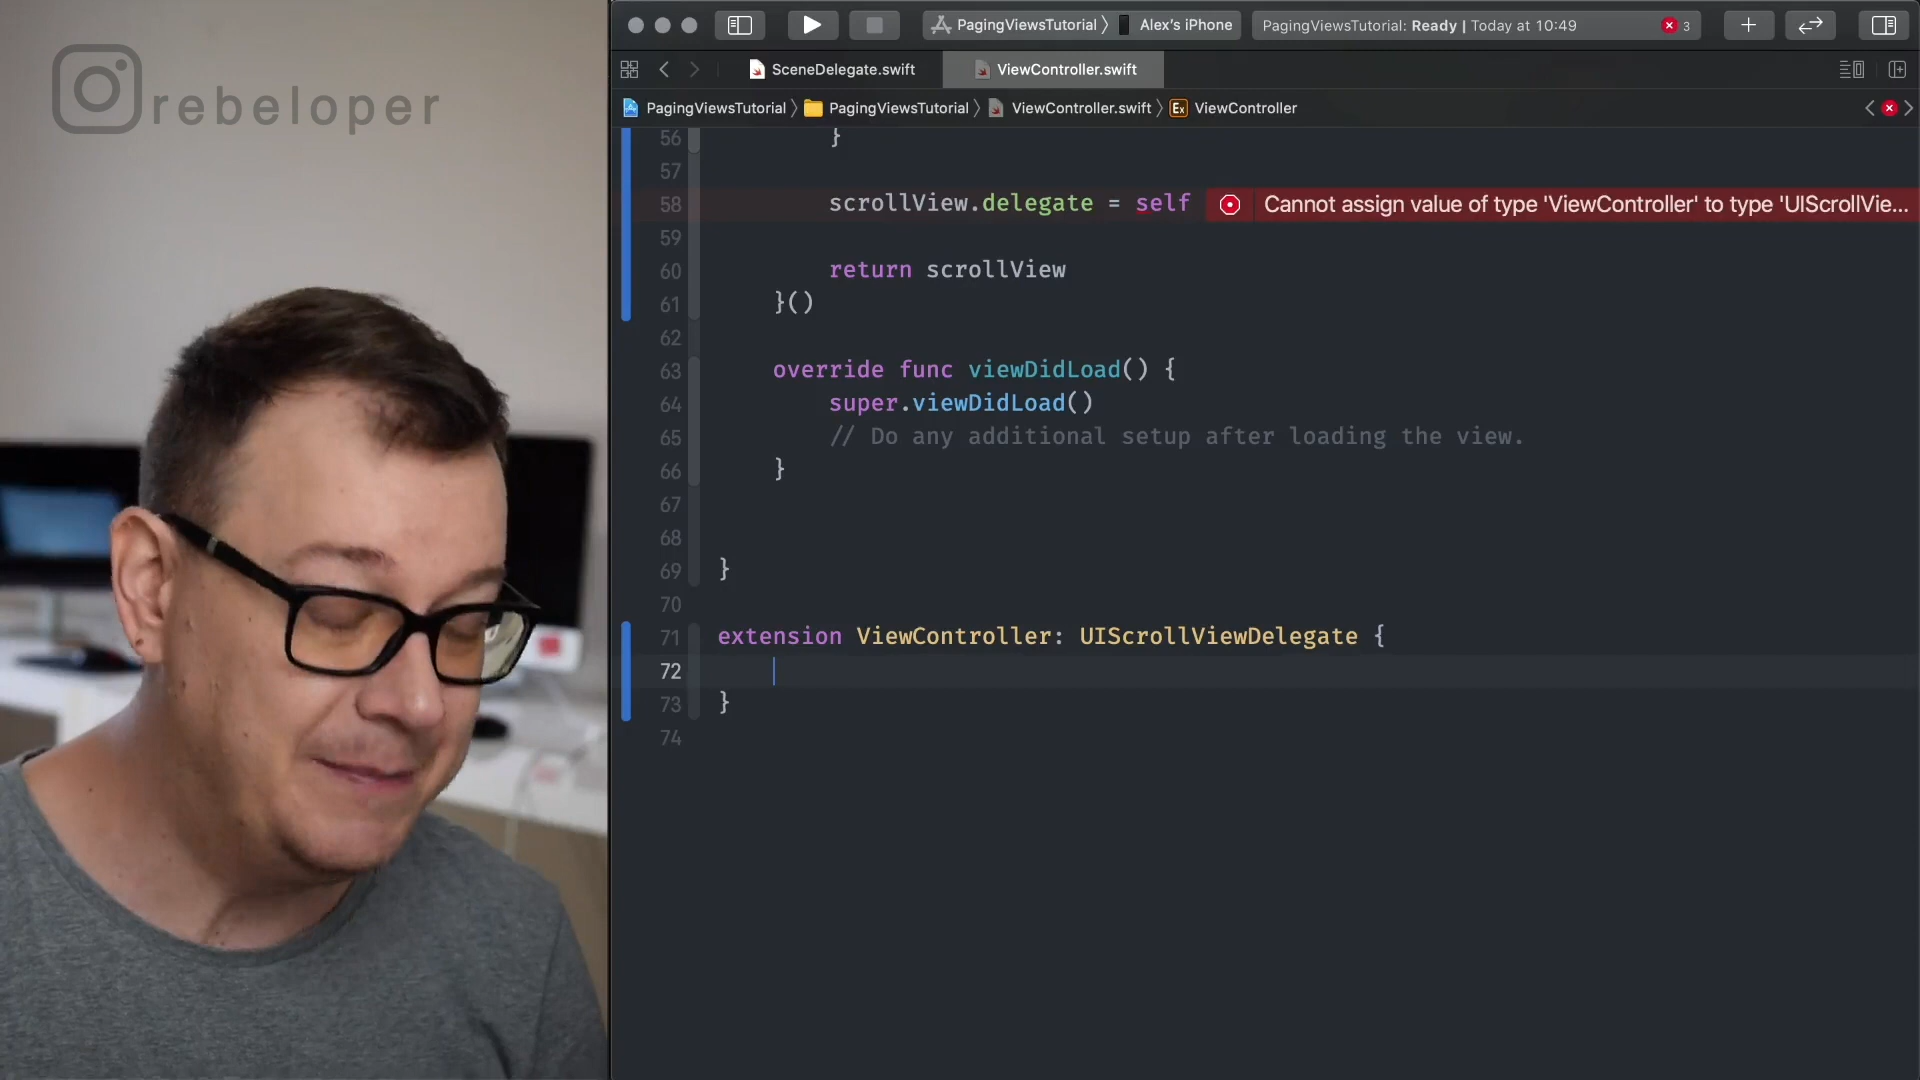 rebeloper
PagingViewsTutorial 〉 Alex's iPhone
PagingViewsTutorial: Ready | Today at 10:49
3
SceneDelegate.swift
ViewController.swift
PagingViewsTutorial 〉 PagingViewsTutorial 〉 ViewController.swift 〉 Ex ViewController
56 }
57
58 scrollView.delegate = self Cannot assign value of type 'ViewController' to type 'UIScrollVie...
59
60 return scrollView
61 }()
62
63 override func viewDidLoad() {
64 super.viewDidLoad()
65 // Do any additional setup after loading the view.
66 }
67
68
69 }
70
71 extension ViewController: UIScrollViewDelegate {
72
73 }
74